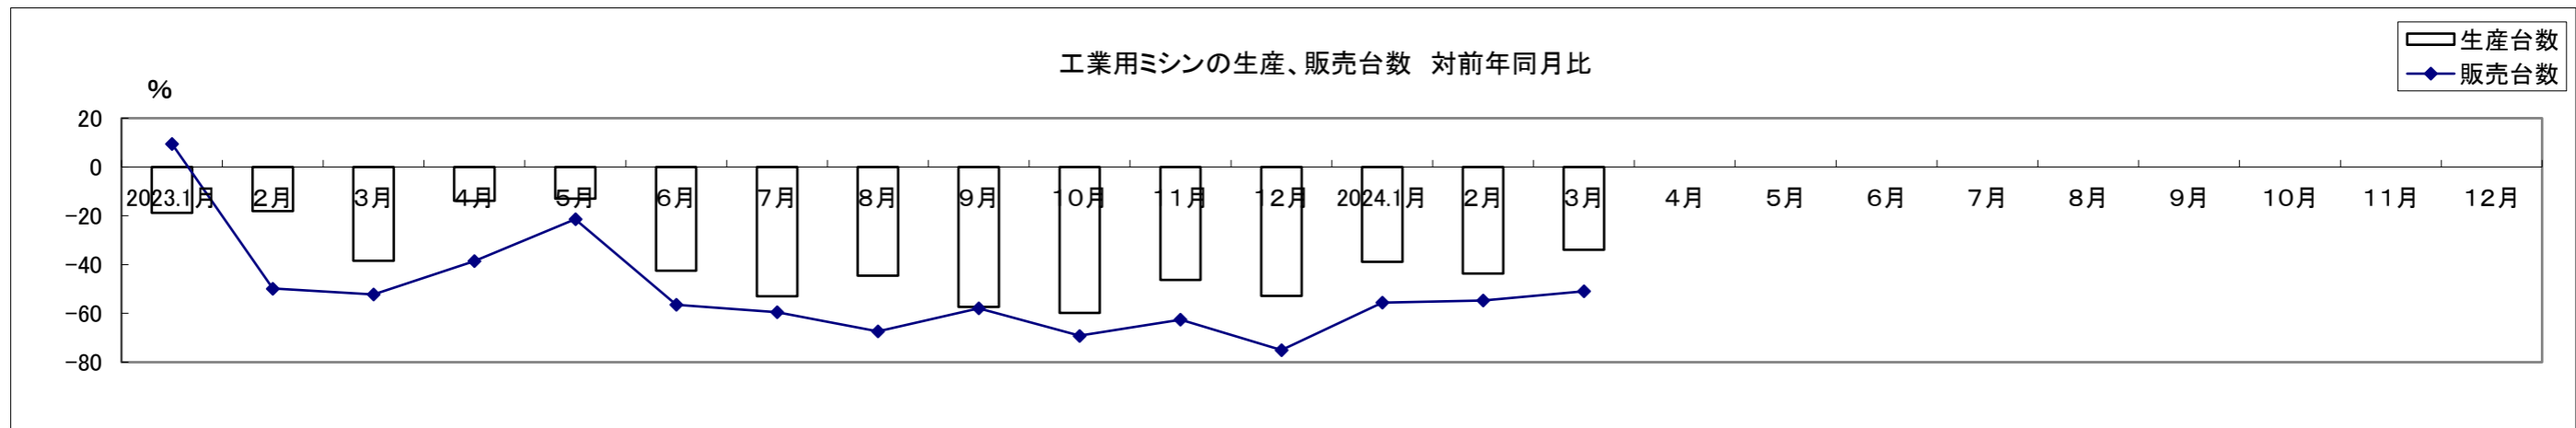 工業用ミシンの生産、販売台数 対前年同月比
生産台数
販売台数
%
20
0
-20
-40
-60
-80
2023.1月 2月 3月 4月 5月 6月 7月 8月 9月 10月 11月 12月 2024.1月 2月 3月 4月 5月 6月 7月 8月 9月 10月 11月 12月